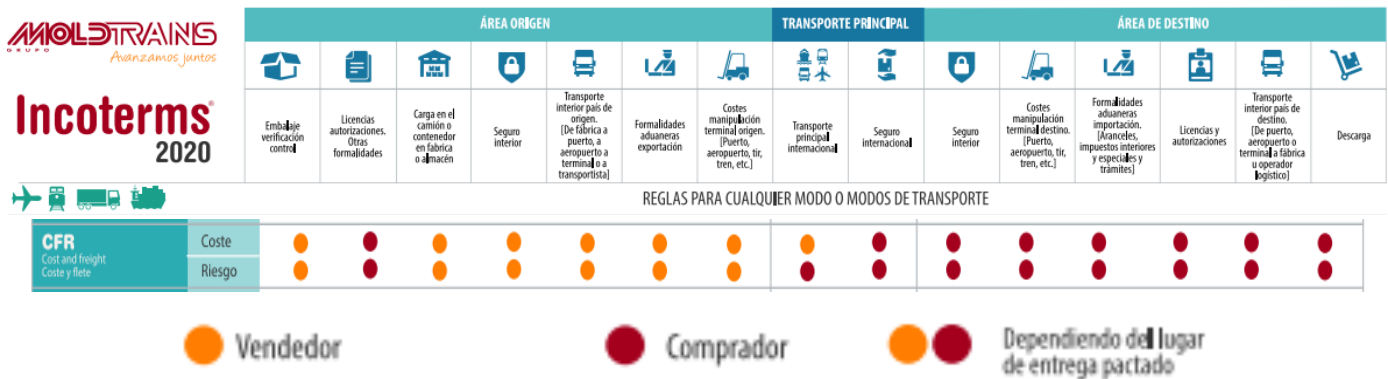 MOLDTRANS
GRUPO
Avanzamos juntos
Incoterms®
2020
ÁREA ORIGEN
TRANSPORTE PRINCIPAL
ÁREA DE DESTINO
Embalaje
verificación
control
Licencias
autorizaciones.
Otras
formalidades
Carga en el
camión o
contenedor
en fabrica
o almacén
Seguro
interior
Transporte
interior país de
origen.
[De fábrica a
puerto, a
aeropuerto a
terminal o a
transportista]
Formalidades
aduaneras
exportación
Costes
manipulación
terminal origen.
[Puerto,
aeropuerto, tir,
tren, etc.]
Transporte
principal
internacional
Seguro
internacional
Seguro
interior
Costes
manipulación
terminal destino.
[Puerto,
aeropuerto, tir,
tren, etc.]
Formalidades
aduaneras
importación.
[Aranceles,
impuestos interiores
y especiales y
tràmites]
Licencias y
autorizaciones
Transporte
interior país de
destino.
[De puerto,
aeropuerto o
terminal a fábrica
u operador
logístico]
Descarga
REGLAS PARA CUALQUIER MODO O MODOS DE TRANSPORTE
CFR
Cost and freight
Coste y flete
Coste
Riesgo
Vendedor
Comprador
Dependiendo del lugar
de entrega pactado